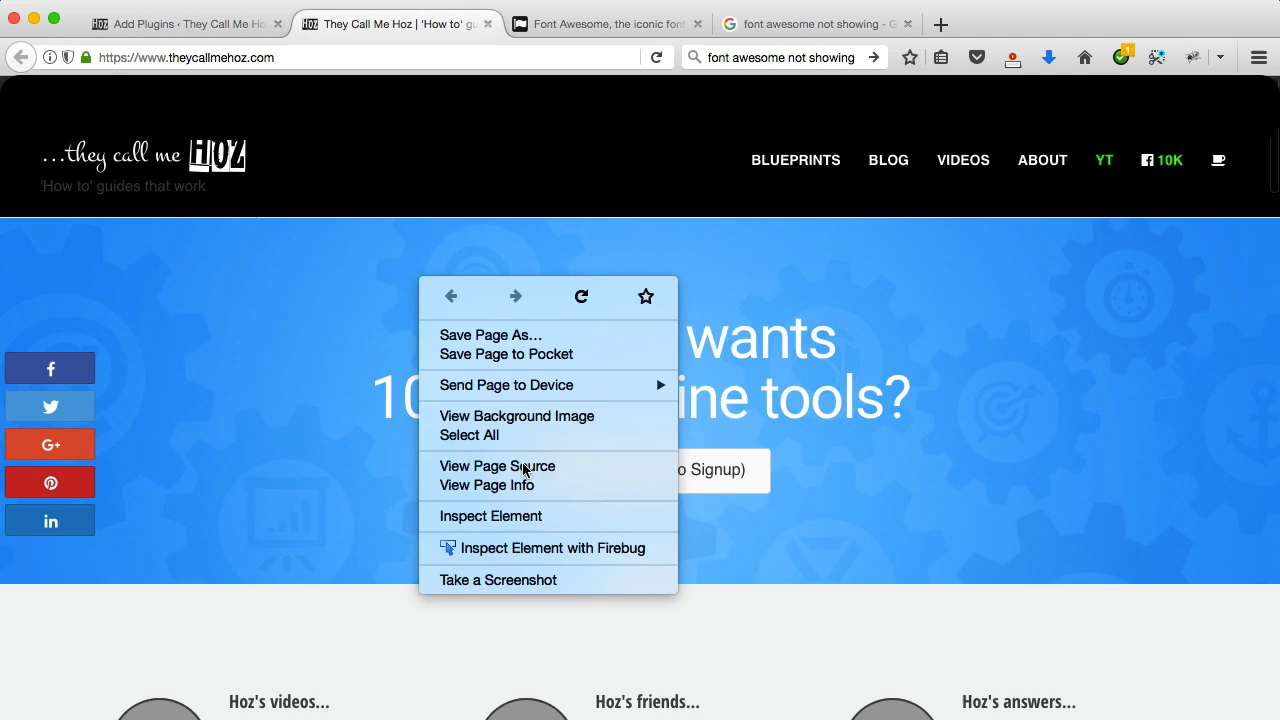 Add Plugins ‹ They Call Me Ho
They Call Me Hoz | 'How to' gu
Font Awesome, the iconic font
font awesome not showing - G
https://www.theycallmehoz.com
font awesome not showing
1
...they call me HOZ
'How to' guides that work
BLUEPRINTS
BLOG
VIDEOS
ABOUT
YT
10K
wants
10
ine tools?
o Signup)
Save Page As...
Save Page to Pocket
Send Page to Device
View Background Image
Select All
View Page Source
View Page Info
Inspect Element
Inspect Element with Firebug
Take a Screenshot
f
G+
in
Hoz's videos...
Hoz's friends...
Hoz's answers...